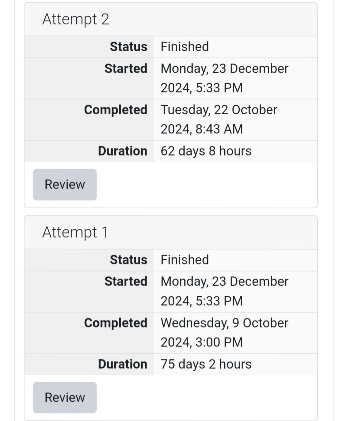 Attempt 2
Status Finished
Started Monday, 23 December
2024, 5:33 PM
Completed Tuesday, 22 October
2024, 8:43 AM
Duration 62 days 8 hours
Review
Attempt 1
Status Finished
Started Monday, 23 December
2024, 5:33 PM
Completed Wednesday, 9 October
2024, 3:00 PM
Duration 75 days 2 hours
Review